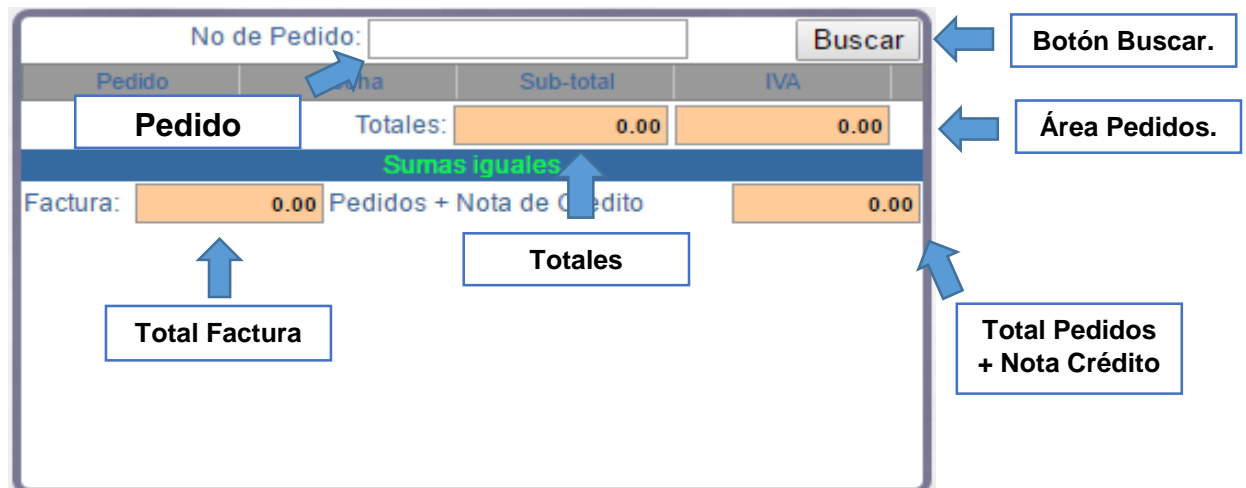 No de Pedido: Buscar
Botón Buscar.
Pedido Sub-total IVA
Pedido
Totales: 0.00 0.00
Área Pedidos.
Sumas iguales
Factura: 0.00 Pedidos + Nota de Crédito 0.00
Totales
Total Factura
Total Pedidos
+ Nota Crédito